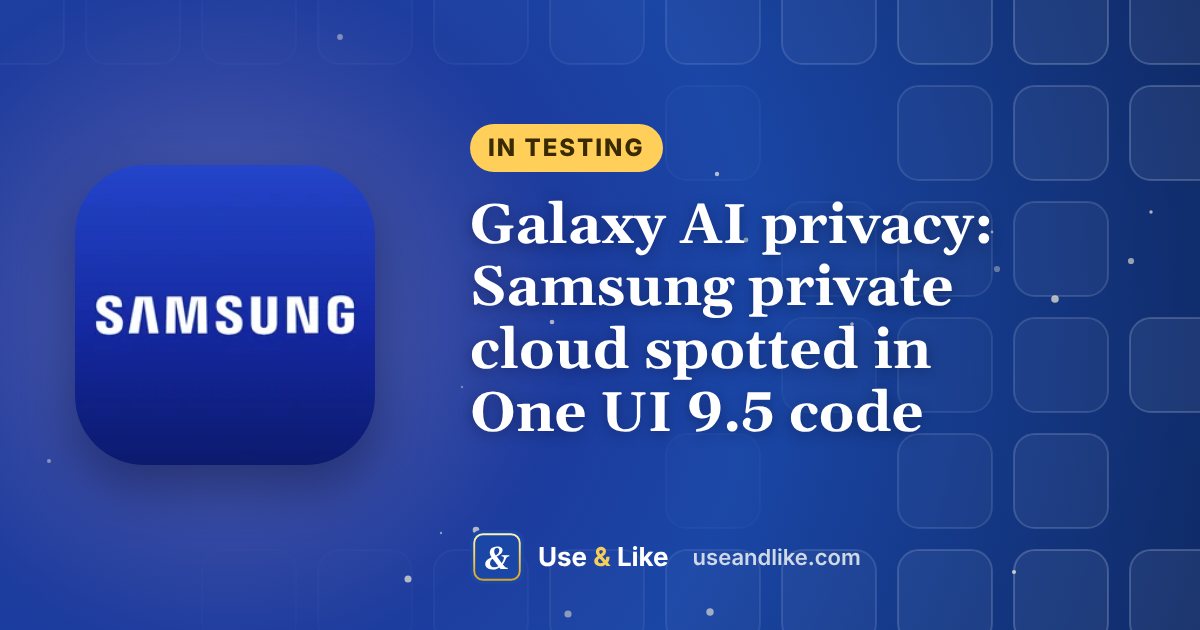 SAMSUNG
IN TESTING
Galaxy AI privacy:
Samsung private
cloud spotted in
One UI 9.5 code
& Use & Like useandlike.com